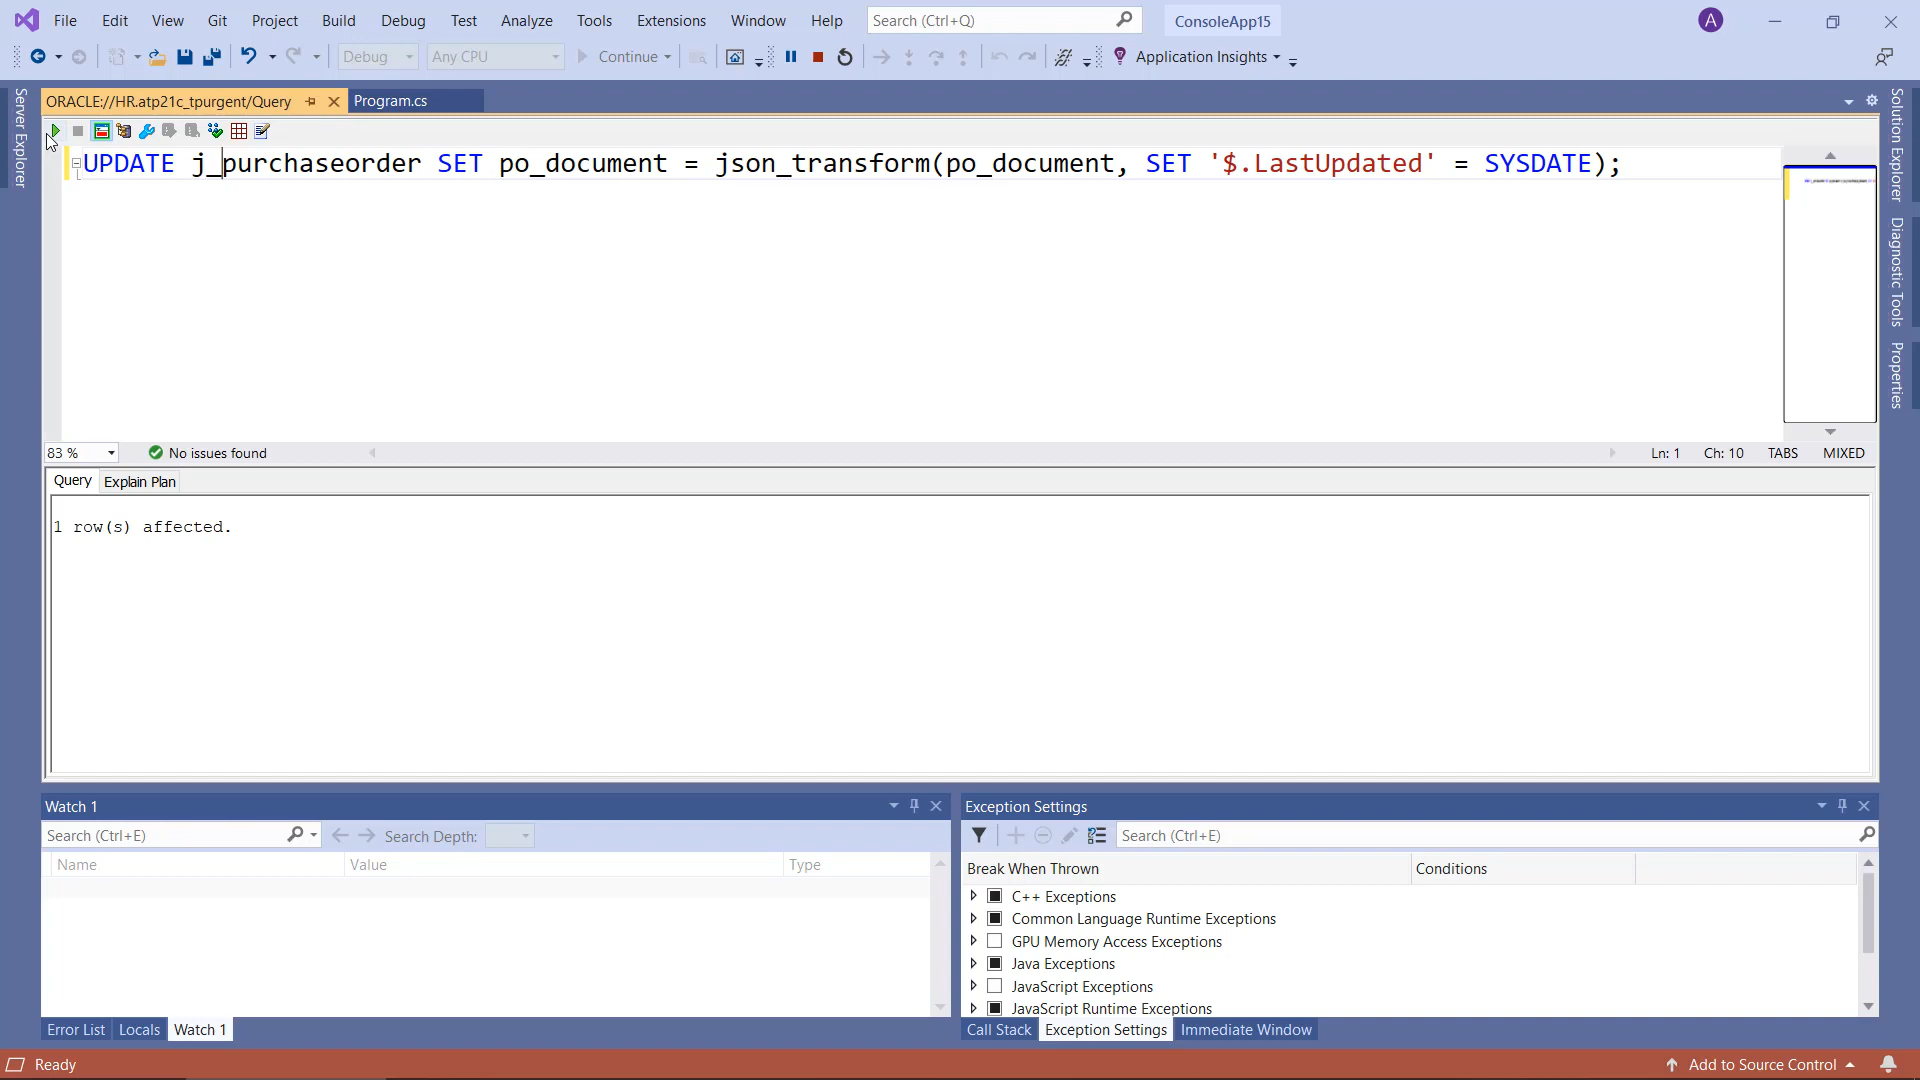 File Edit View Git Project Build Debug Test Analyze Tools Extensions Window Help Search (Ctrl+Q) ConsoleApp15 A
Debug Any CPU Continue Application Insights
ORACLE://HR.atp21c_tpurgent/Query Program.cs
Server Explorer
UPDATE j_purchaseorder SET po_document = json_transform(po_document, SET '$.LastUpdated' = SYSDATE);
Solution Explorer
Diagnostic Tools
Properties
83 % No issues found Ln: 1 Ch: 10 TABS MIXED
Query Explain Plan
1 row(s) affected.
Watch 1
Search (Ctrl+E) Search Depth:
Name Value Type
Error List Locals Watch 1
Exception Settings
Search (Ctrl+E)
Break When Thrown Conditions
C++ Exceptions
Common Language Runtime Exceptions
GPU Memory Access Exceptions
Java Exceptions
JavaScript Exceptions
JavaScript Runtime Exceptions
Call Stack Exception Settings Immediate Window
Ready Add to Source Control